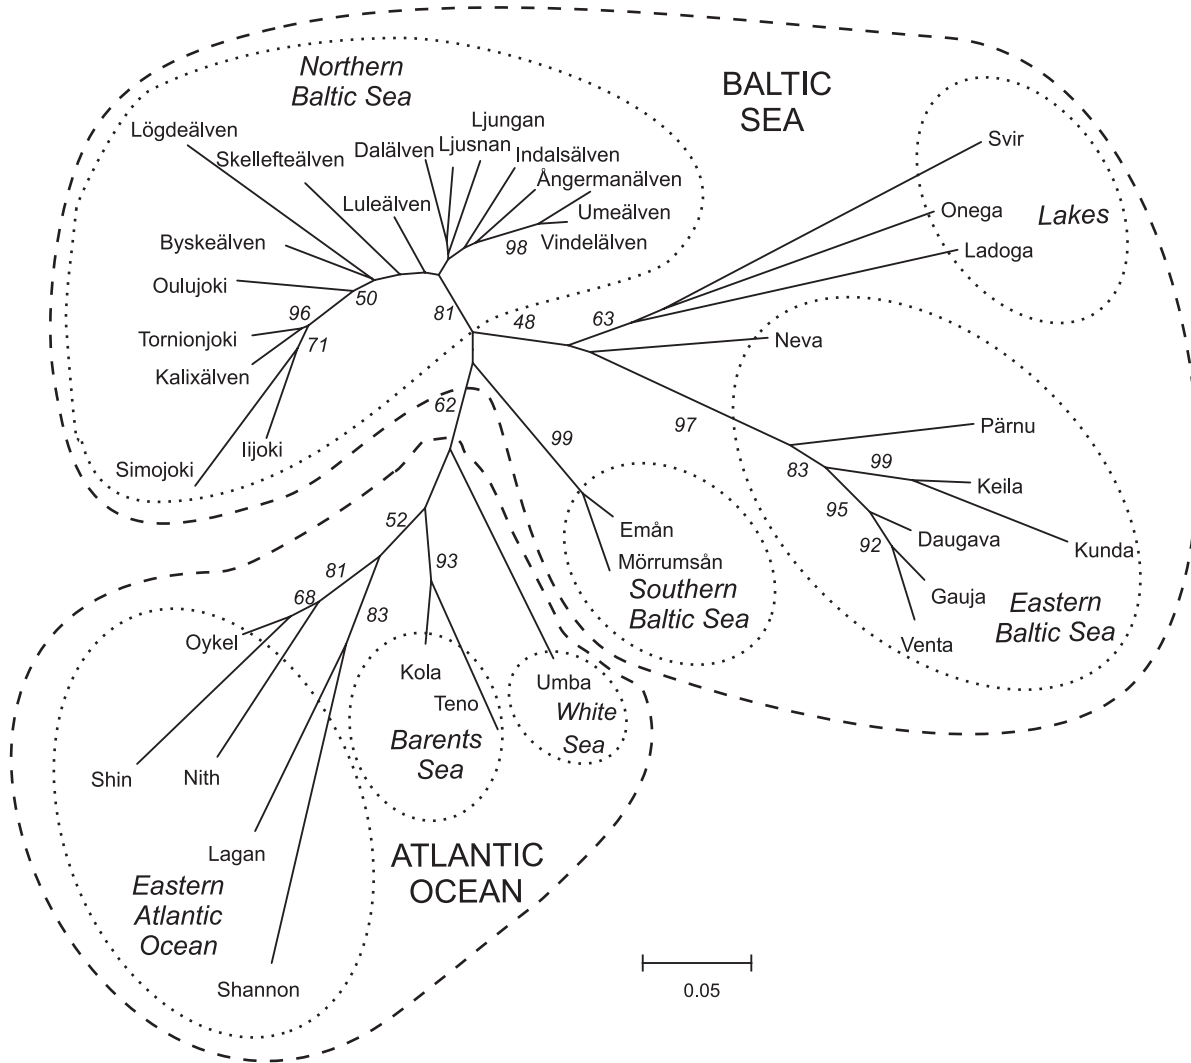 Northern
Baltic Sea
BALTIC
SEA
Ljungan
Lögdeälven
Ljusnan
Skellefteälven
Dalälven
Indalsälven
Svir
Ångermanälven
Luleälven
Umeälven
Onega
Lakes
Byskeälven
98
Vindelälven
Ladoga
Oulujoki
50
96
81
48
63
Tornionjoki
71
Neva
Kalixälven
62
97
Pärnu
Iijoki
99
Simojoki
83
99
Keila
52
Emån
95
Daugava
Kunda
93
Mörrumsån
92
81
Southern
Baltic Sea
Gauja
Eastern
Baltic Sea
68
83
Oykel
Venta
Kola
Umba
Teno
White
Sea
Barents
Sea
Shin
Nith
Lagan
ATLANTIC
OCEAN
Eastern
Atlantic
Ocean
Shannon
0.05